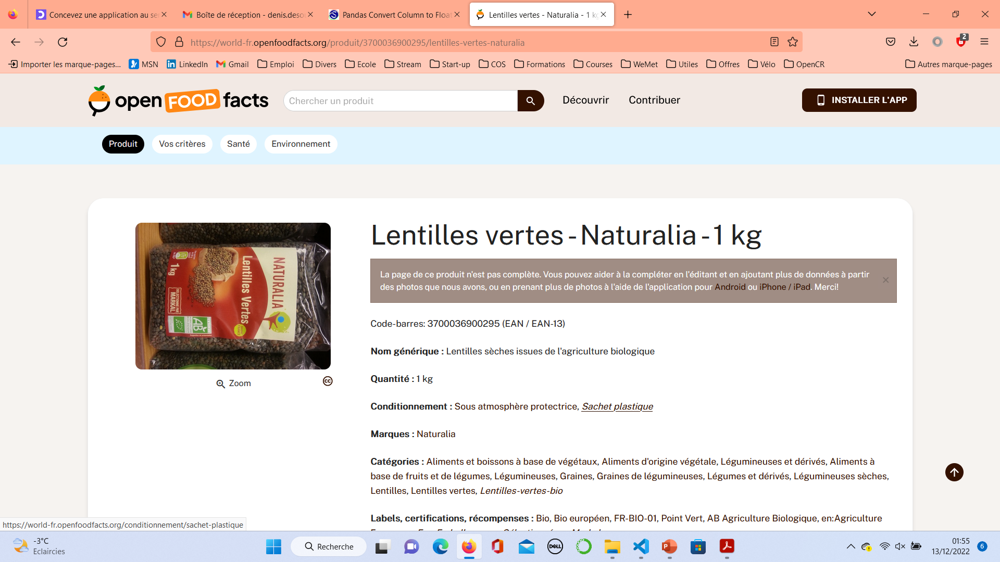 Concevez une application au se
Boîte de réception - denis.deso
Pandas Convert Column to Float
Lentilles vertes - Naturalia - 1 kg
https://world-fr.openfoodfacts.org/produit/3700036900295/lentilles-vertes-naturalia
2
Importer les marque-pages...
MSN
LinkedIn
Gmail
Emploi
Divers
Ecole
Stream
Start-up
COS
Formations
Courses
WeMet
Utiles
Offres
Vélo
OpenCR
Autres marque-pages
open FOOD facts
Chercher un produit
Découvrir
Contribuer
INSTALLER L'APP
Produit
Vos critères
Santé
Environnement
NATURALIA
Lentilles Vertes
1kg
SELECTIONNÉ PAR
MARKAL
AB
Lentilles vertes - Naturalia - 1 kg
La page de ce produit n'est pas complète. Vous pouvez aider à la compléter en l'éditant et en ajoutant plus de données à partir
des photos que nous avons, ou en prenant plus de photos à l'aide de l'application pour Android ou iPhone / iPad. Merci!
Code-barres: 3700036900295 (EAN / EAN-13)
Nom générique : Lentilles sèches issues de l'agriculture biologique
Quantité : 1 kg
Zoom
cc
Conditionnement : Sous atmosphère protectrice, Sachet plastique
Marques : Naturalia
Catégories : Aliments et boissons à base de végétaux, Aliments d'origine végétale, Légumineuses et dérivés, Aliments à
base de fruits et de légumes, Légumineuses, Graines, Graines de légumineuses, Légumes et dérivés, Légumineuses sèches,
Lentilles, Lentilles vertes, Lentilles-vertes-bio
Labels, certifications, récompenses : Bio, Bio européen, FR-BIO-01, Point Vert, AB Agriculture Biologique, en:Agriculture
https://world-fr.openfoodfacts.org/conditionnement/sachet-plastique
-3°C
Eclaircies
Recherche
DELL
01:55
13/12/2022
6